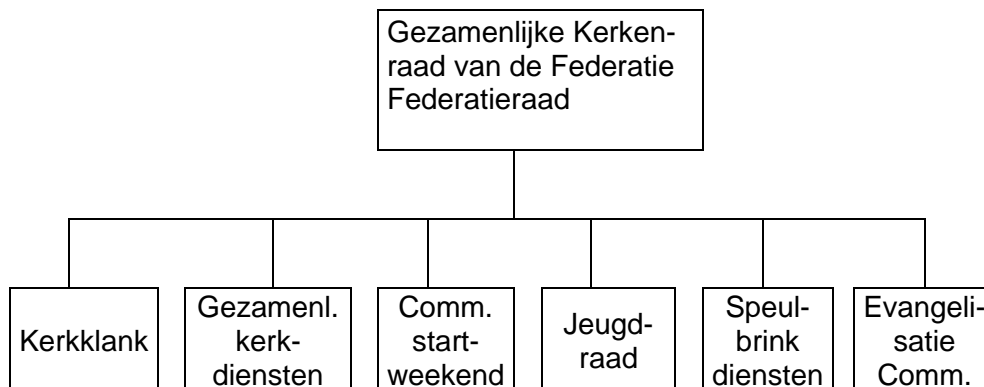 Gezamenlijke Kerken-
raad van de Federatie
Federatieraad
Kerkklank
Gezamenl.
kerk-
diensten
Comm.
start-
weekend
Jeugd-
raad
Speul-
brink
diensten
Evangeli-
satie
Comm.